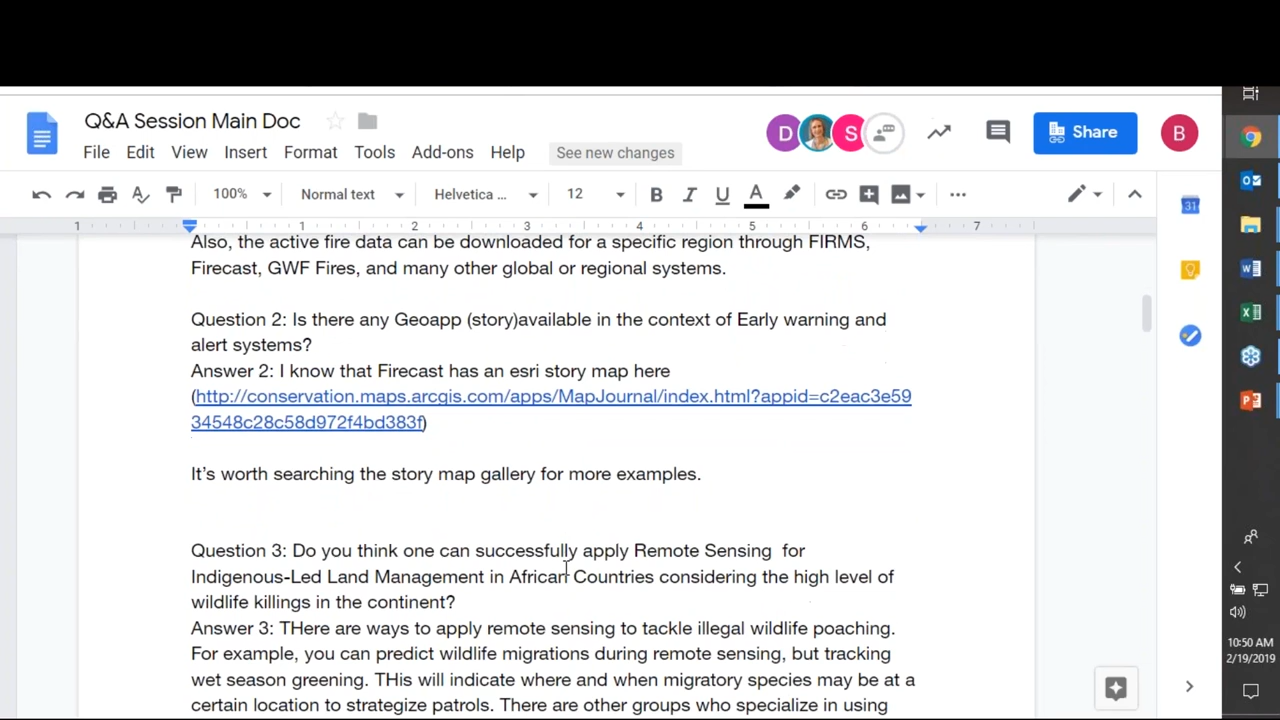 Q&A Session Main Doc
D
S
Share
B
File Edit View Insert Format Tools Add-ons Help See new changes
100% Normal text Helvetica ... 12 B I U A
1 1 2 3 4 5 6 7
31
Also, the active fire data can be downloaded for a specific region through FIRMS,
Firecast, GWF Fires, and many other global or regional systems.
Question 2: Is there any Geoapp (story)available in the context of Early warning and
alert systems?
Answer 2: I know that Firecast has an esri story map here
(http://conservation.maps.arcgis.com/apps/MapJournal/index.html?appid=c2eac3e59
34548c28c58d972f4bd383f)
It’s worth searching the story map gallery for more examples.
Question 3: Do you think one can successfully apply Remote Sensing  for
Indigenous-Led Land Management in African Countries considering the high level of
wildlife killings in the continent?
Answer 3: THere are ways to apply remote sensing to tackle illegal wildlife poaching.
For example, you can predict wildlife migrations during remote sensing, but tracking
wet season greening. THis will indicate where and when migratory species may be at a
certain location to strategize patrols. There are other groups who specialize in using
10:50 AM
2/19/2019